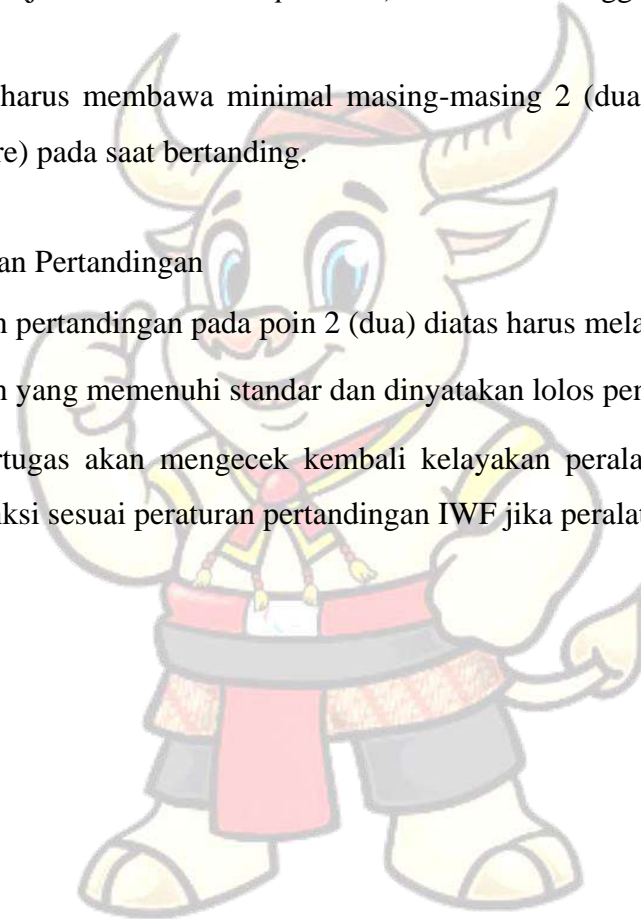 harus membawa minimal masing-masing 2 (dua
re) pada saat bertanding.
an Pertandingan
n pertandingan pada poin 2 (dua) diatas harus mela
n yang memenuhi standar dan dinyatakan lolos per
rtugas akan mengecek kembali kelayakan perala
ksi sesuai peraturan pertandingan IWF jika peralat